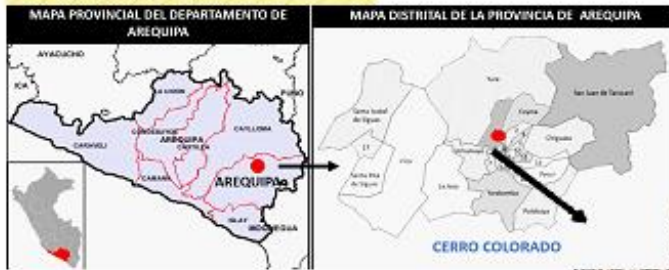 MAPA PROVINCIAL DEL DEPARTAMENTO DE
AREQUIPA
AYACUCHO
ICA
PUNO
LA UNION
CONDESUYOS
CAYLLOMA
AREQUIPA
CASTILLA
CARAVELI
CAMANA
AREQUIPA
ISLAY
MOQUEGUA
MAPA DISTRITAL DE LA PROVINCIA DE AREQUIPA
San Juan de Tarucani
Yura
Cayma
Santa Isabel
de Siguas
Chiguata
Vitor
Santa Rita
de Siguas
La Joya
Yarabamba
Polobaya
CERRO COLORADO